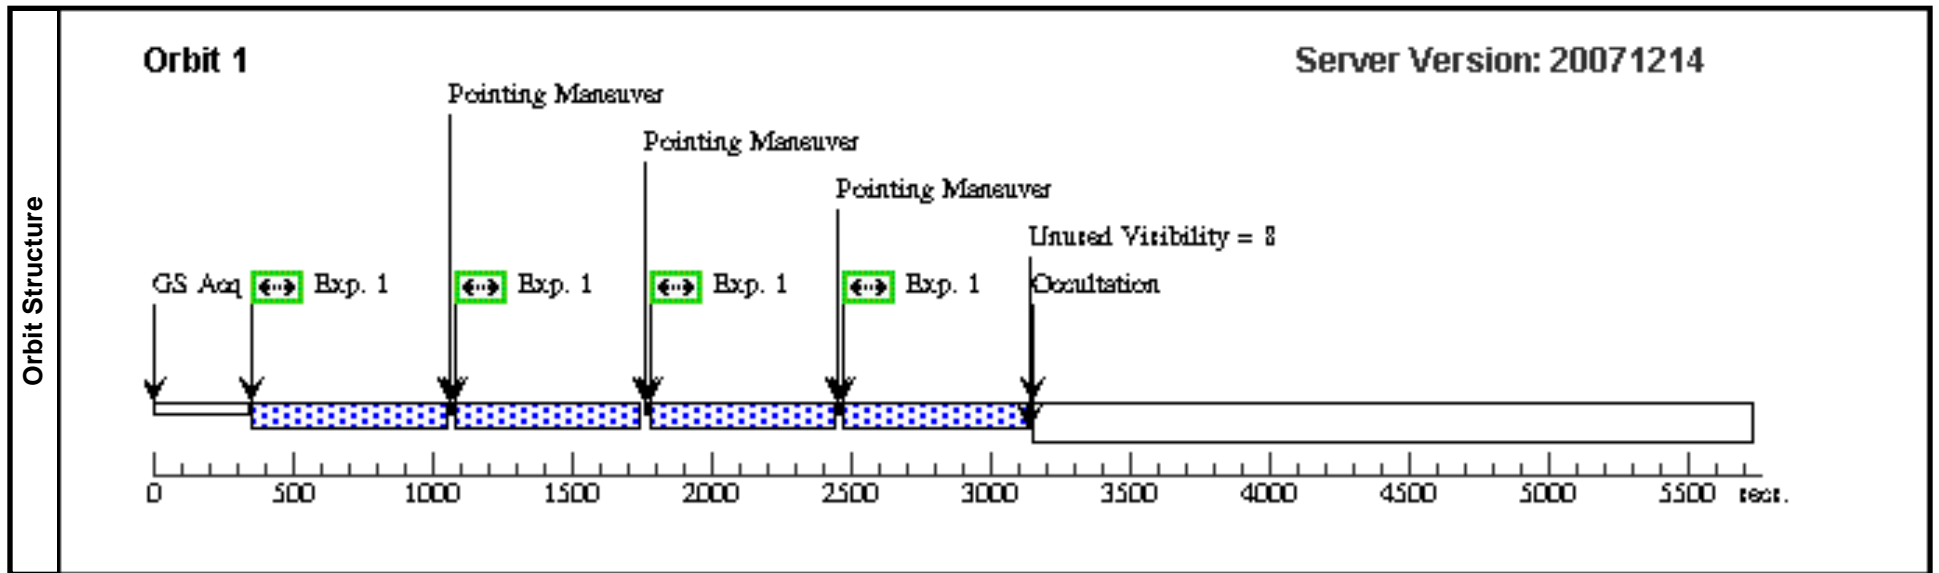 Orbit Structure
Orbit 1
Server Version: 20071214
Pointing Maneuver
Pointing Maneuver
Pointing Maneuver
Unused Visibility = 8
GS Acq Exp. 1 Exp. 1 Exp. 1 Exp. 1 Occultation
0 500 1000 1500 2000 2500 3000 3500 4000 4500 5000 5500 secs.